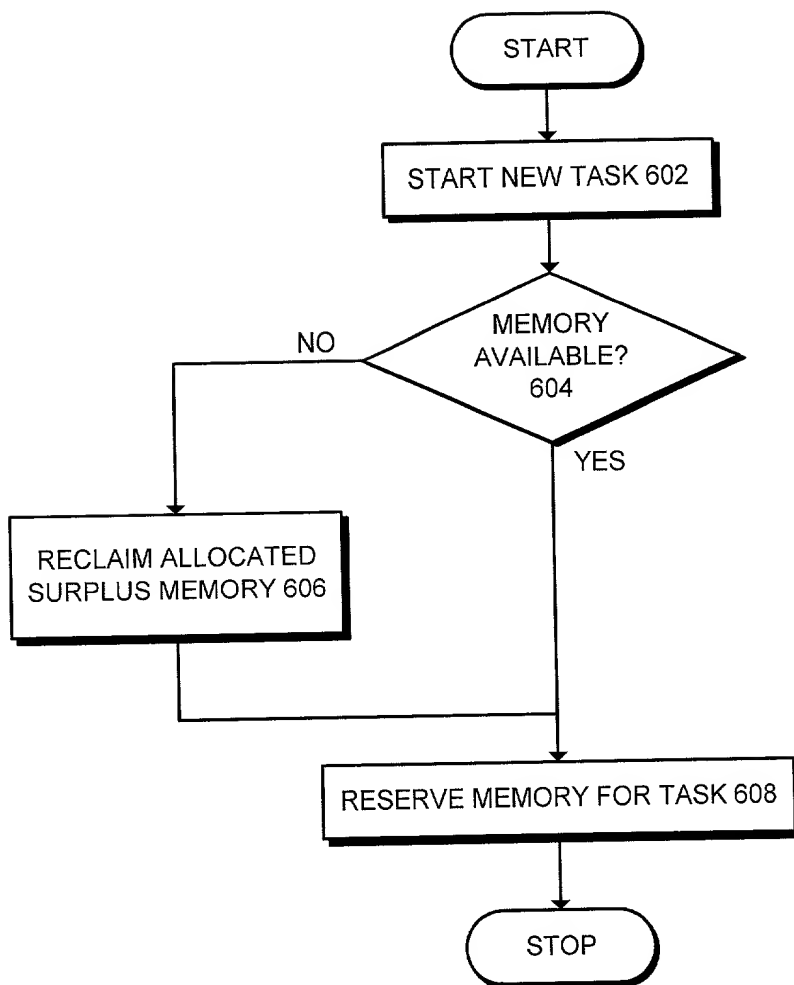 START
START NEW TASK 602
MEMORY
AVAILABLE?
604
NO
YES
RECLAIM ALLOCATED
SURPLUS MEMORY 606
RESERVE MEMORY FOR TASK 608
STOP